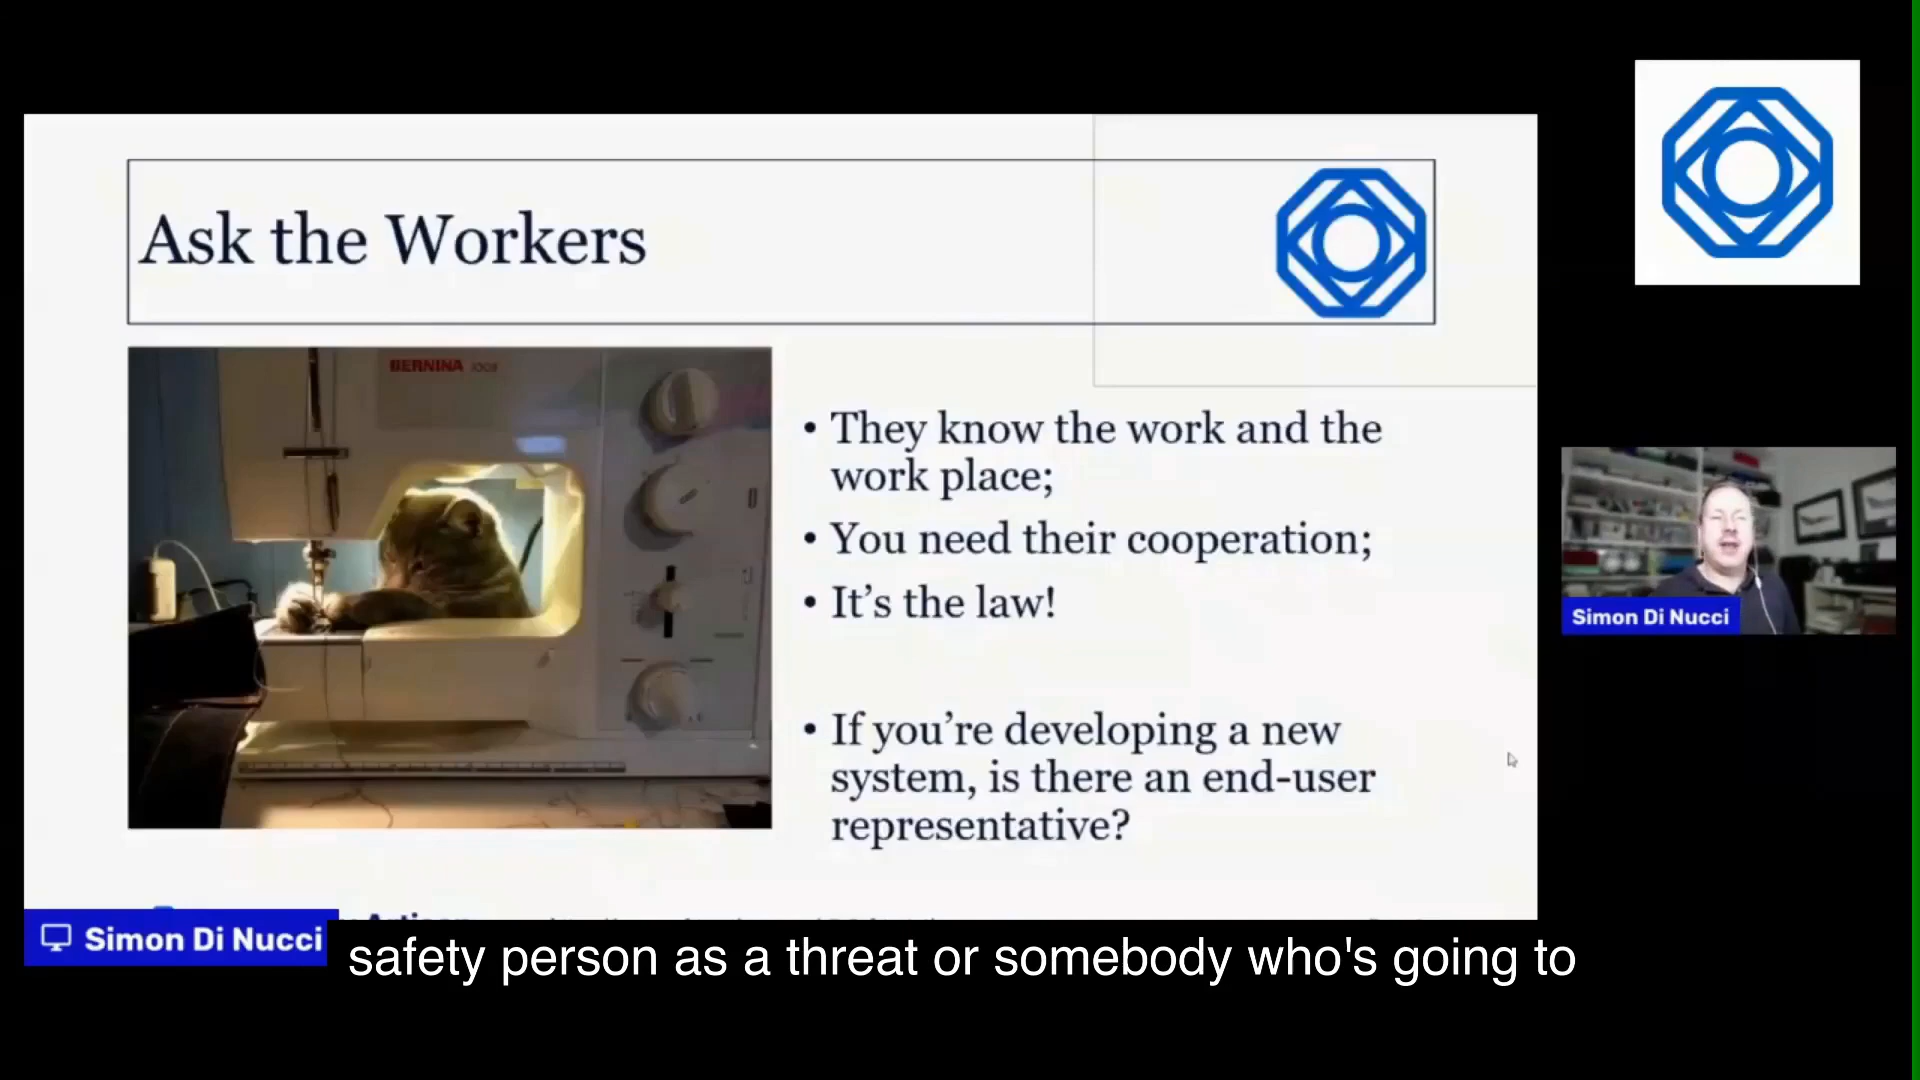 Ask the Workers
BERNINA 1008
• They know the work and the
work place;
• You need their cooperation;
• It’s the law!
• If you’re developing a new
system, is there an end-user
representative?
Simon Di Nucci
Simon Di Nucci
safety person as a threat or somebody who's going to